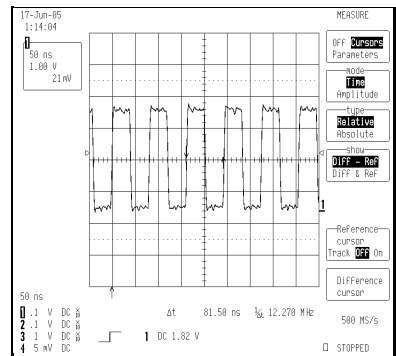 17-Jun-05
1:14:04
1
50 ns
1.00 V
21mV
MEASURE
Off Cursors
Parameters
mode
Time
Amplitude
type
Relative
Absolute
show
Diff - Ref
Diff & Ref
1
Reference
cursor
Track Off On
Difference
cursor
50 ns
1 .1 V DC
2 .1 V DC
3 1 V DC
4 5 mV DC
Δt 81.50 ns 1/Δt 12.270 MHz
1 DC 1.82 V
500 MS/s
STOPPED